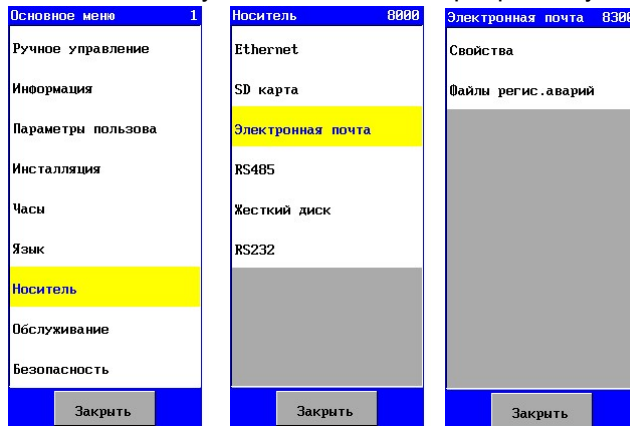 Основное меню 1
Ручное управление
Информация
Параметры пользова
Инсталляция
Часы
Язык
Носитель
Обслуживание
Безопасность
Закрыть
Носитель 8000
Ethernet
SD карта
Электронная почта
RS485
Жесткий диск
RS232
Закрыть
Электронная почта 8300
Свойства
Файлы регис.аварий
Закрыть